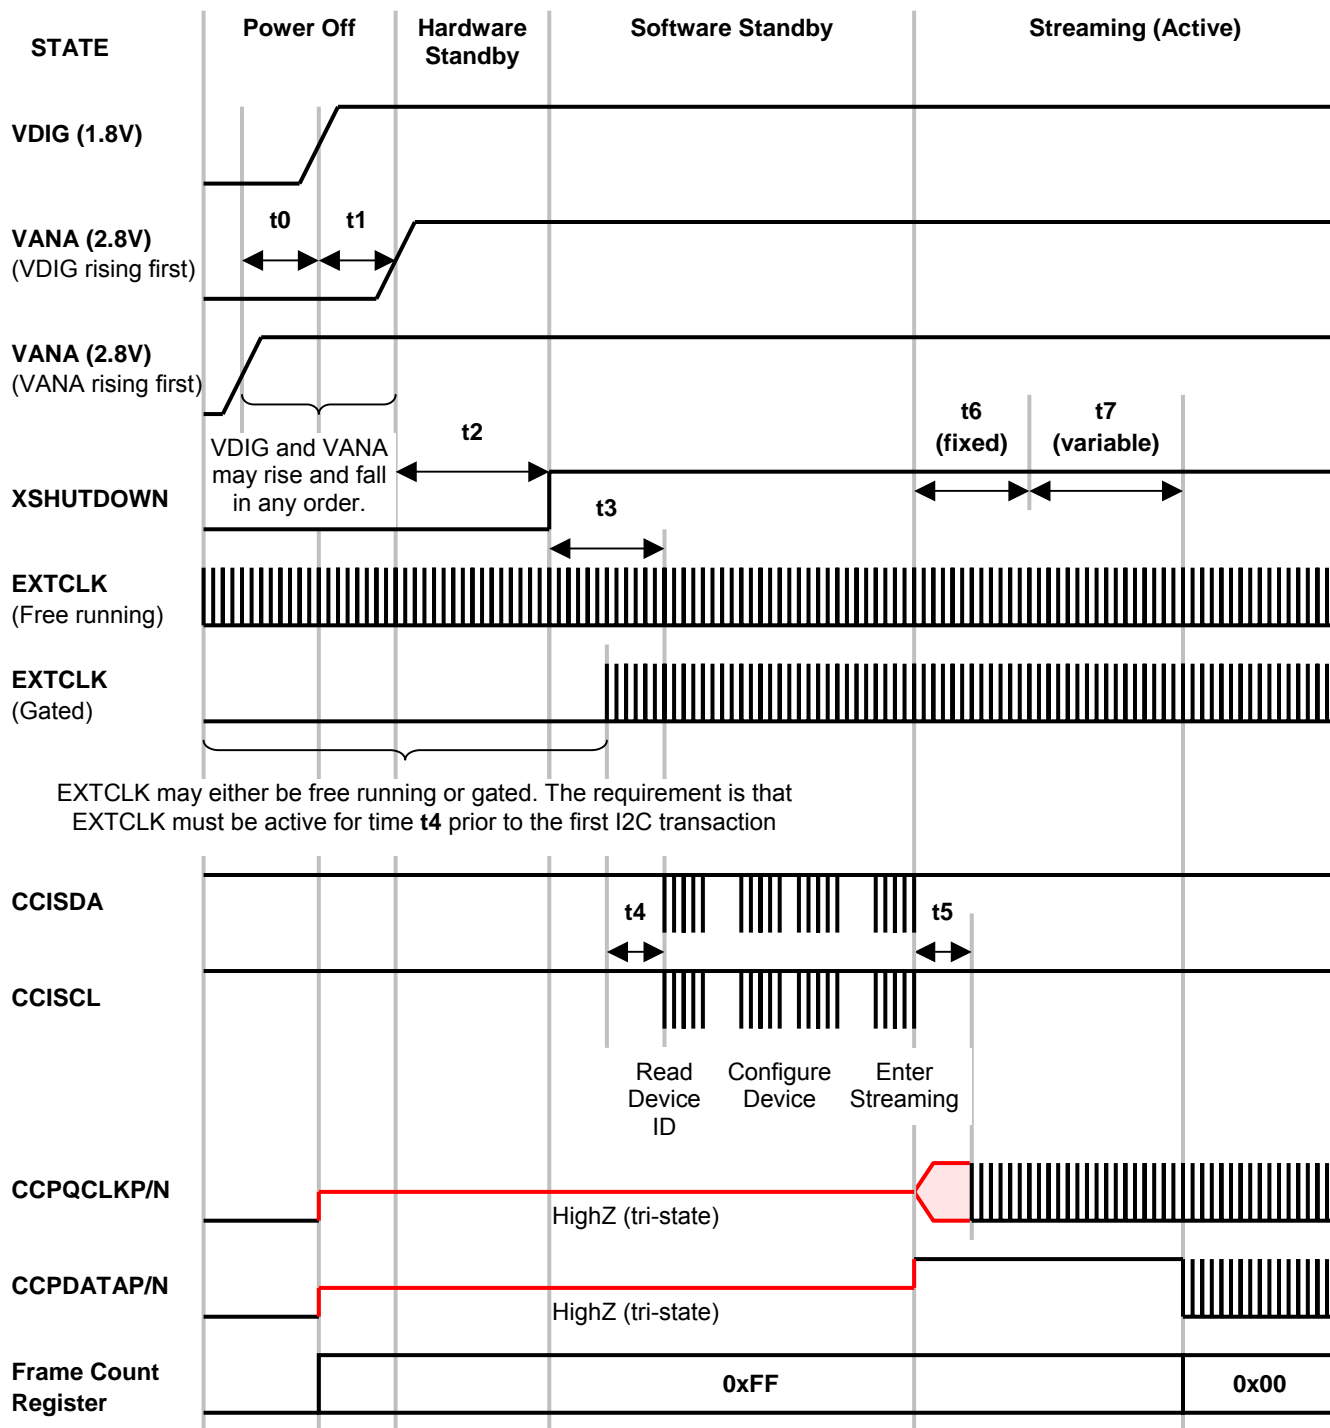 STATE
Power Off
Hardware
Standby
Software Standby
Streaming (Active)
VDIG (1.8V)
t0
t1
VANA (2.8V)
(VDIG rising first)
VANA (2.8V)
(VANA rising first)
VDIG and VANA
may rise and fall
in any order.
t2
t6
(fixed)
t7
(variable)
XSHUTDOWN
t3
EXTCLK
(Free running)
EXTCLK
(Gated)
EXTCLK may either be free running or gated. The requirement is that
EXTCLK must be active for time t4 prior to the first I2C transaction
CCISDA
t4
t5
CCISCL
Read
Device
ID
Configure
Device
Enter
Streaming
CCPQCLKP/N
HighZ (tri-state)
CCPDATAP/N
HighZ (tri-state)
Frame Count
Register
0xFF
0x00